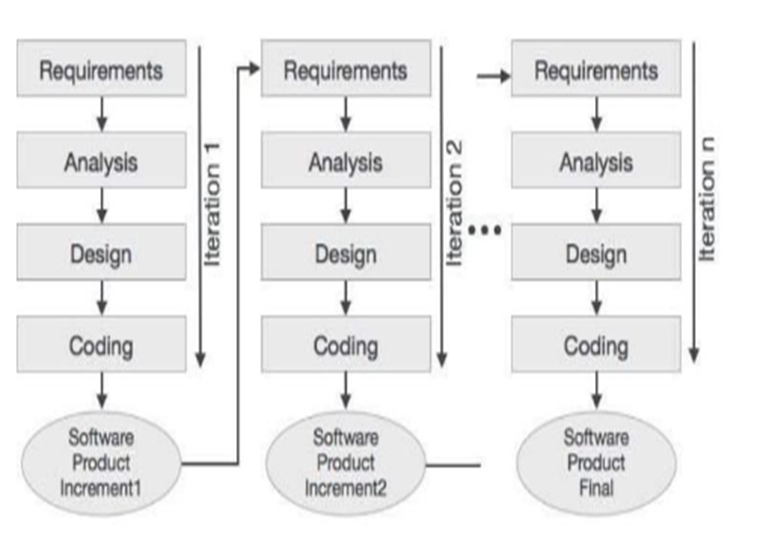 Requirements
Analysis
Design
Coding
Software
Product
Increment1
Iteration 1
Requirements
Analysis
Design
Coding
Software
Product
Increment2
Iteration 2
Requirements
Analysis
Design
Coding
Software
Product
Final
Iteration n